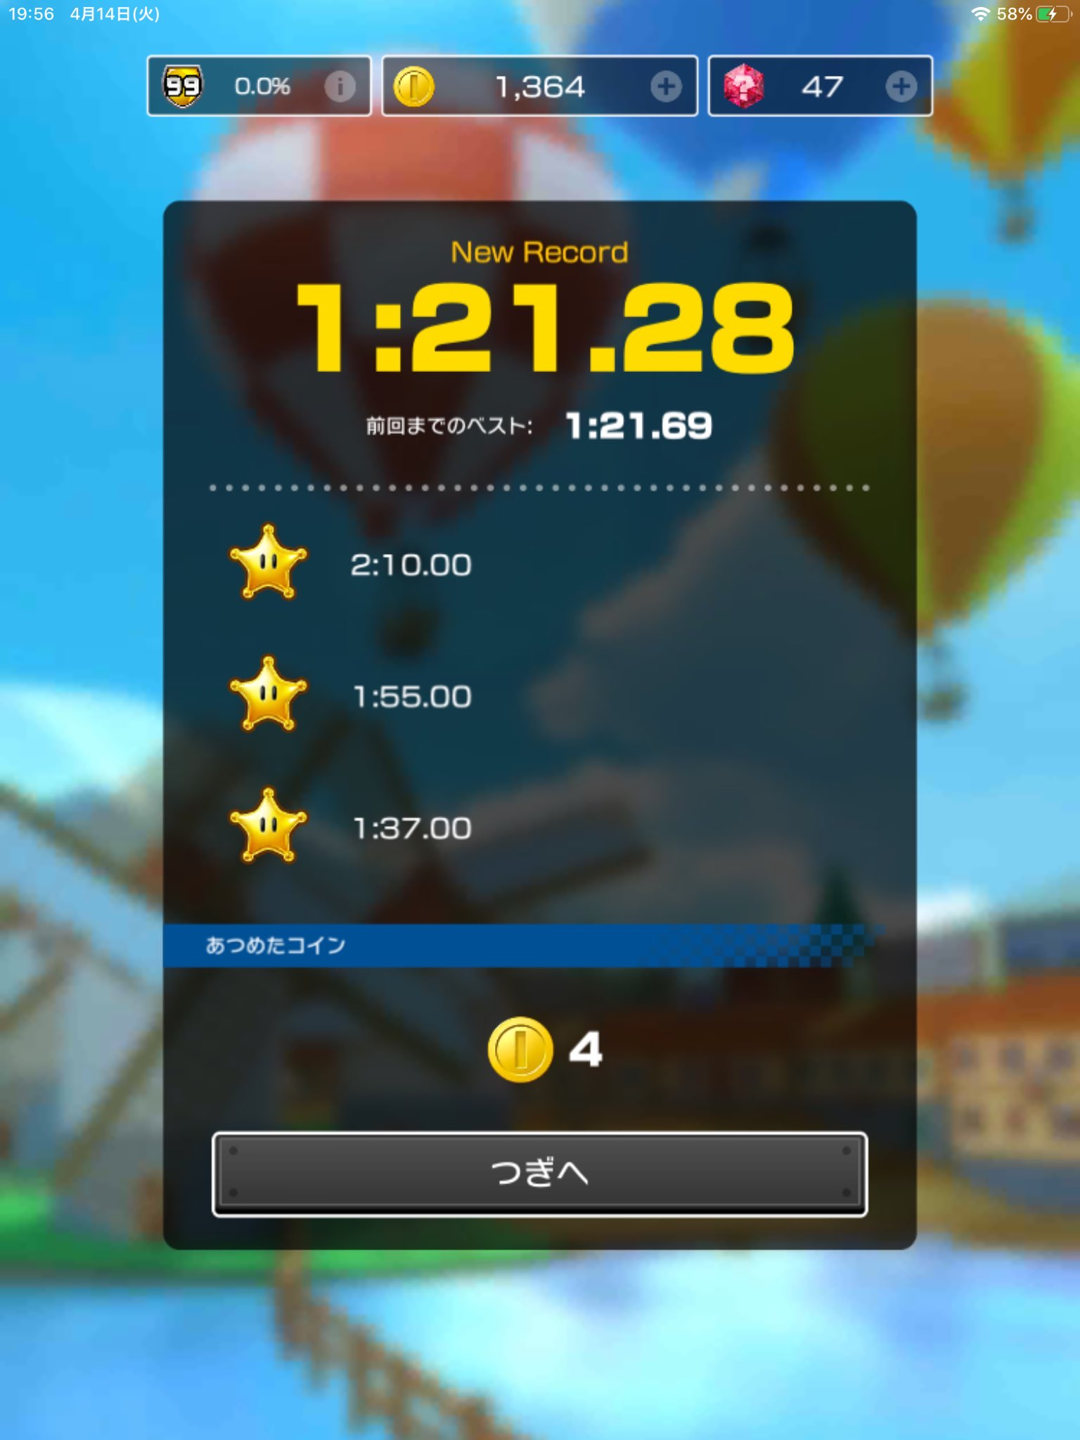 19:56 4月14日(火) 58%
99 0.0% i 1,364 + ? 47 +
New Record
1:21.28
前回までのベスト: 1:21.69
2:10.00
1:55.00
1:37.00
あつめたコイン
4
つぎへ